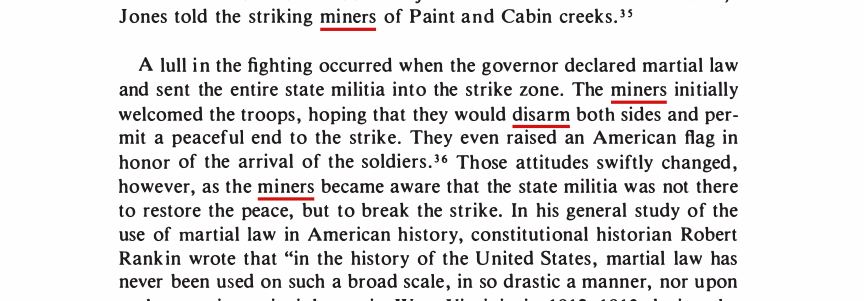 Jones told the striking miners of Paint and Cabin creeks.³⁵
A lull in the fighting occurred when the governor declared martial law
and sent the entire state militia into the strike zone. The miners initially
welcomed the troops, hoping that they would disarm both sides and per-
mit a peaceful end to the strike. They even raised an American flag in
honor of the arrival of the soldiers.³⁶ Those attitudes swiftly changed,
however, as the miners became aware that the state militia was not there
to restore the peace, but to break the strike. In his general study of the
use of martial law in American history, constitutional historian Robert
Rankin wrote that “in the history of the United States, martial law has
never been used on such a broad scale, in so drastic a manner, nor upon